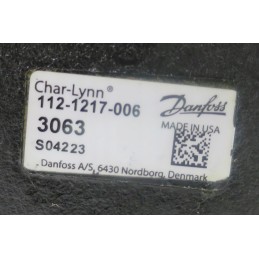 Char-Lynn®
112-1217-006
Danfoss
3063
MADE IN USA
S04223
Danfoss A/S, 6430 Nordborg, Denmark